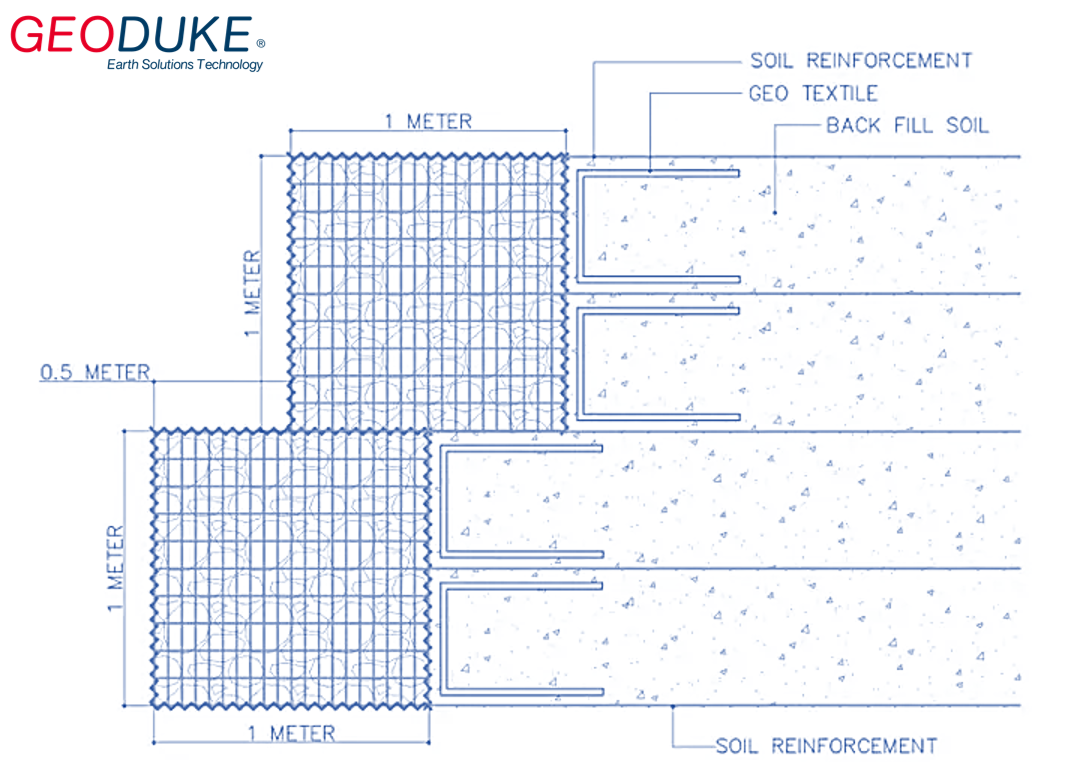 GEODUKE®
Earth Solutions Technology
SOIL REINFORCEMENT
GEO TEXTILE
1 METER
BACK FILL SOIL
1 METER
0.5 METER
1 METER
1 METER
SOIL REINFORCEMENT